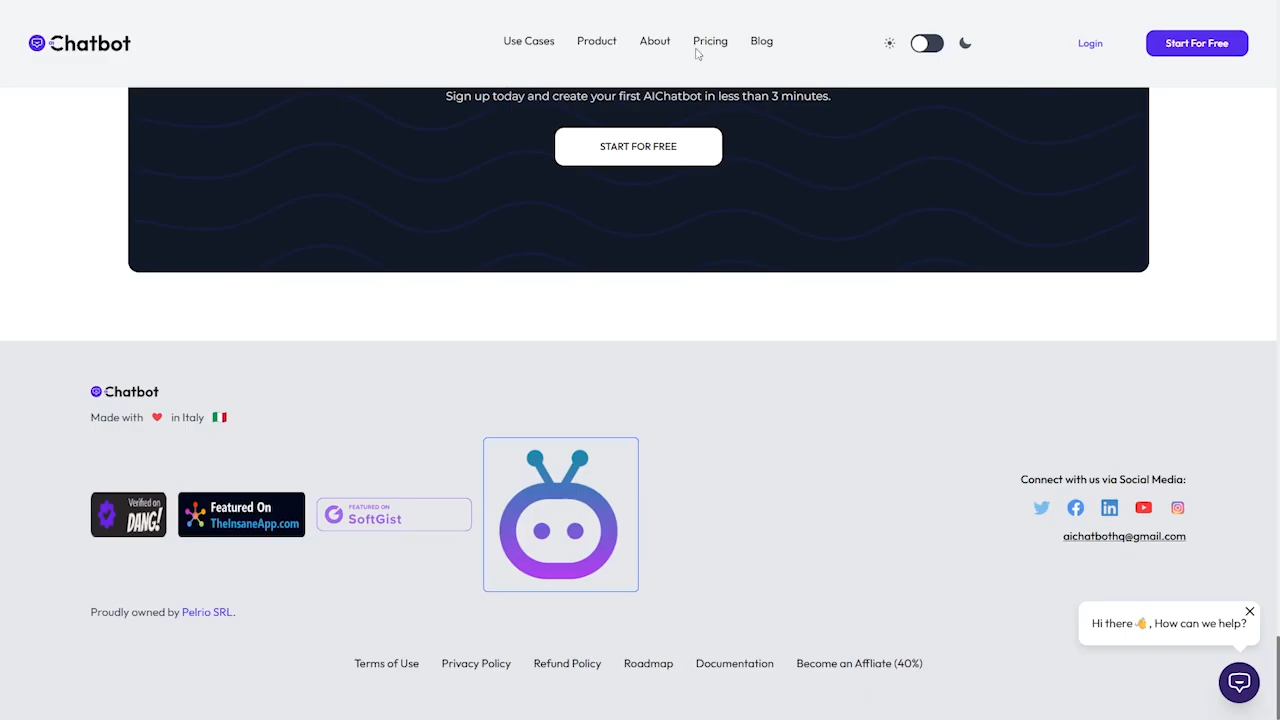 Chatbot
Use Cases Product About Pricing Blog
Login
Start For Free
Sign up today and create your first AIChatbot in less than 3 minutes.
START FOR FREE
Chatbot
Made with in Italy
Verified on
DANG!
Featured On
TheInsaneApp.com
FEATURED ON
SoftGist
Connect with us via Social Media:
aichatbothq@gmail.com
Proudly owned by Pelrio SRL.
Hi there 👋, How can we help?
Terms of Use Privacy Policy Refund Policy Roadmap Documentation Become an Affliate (40%)